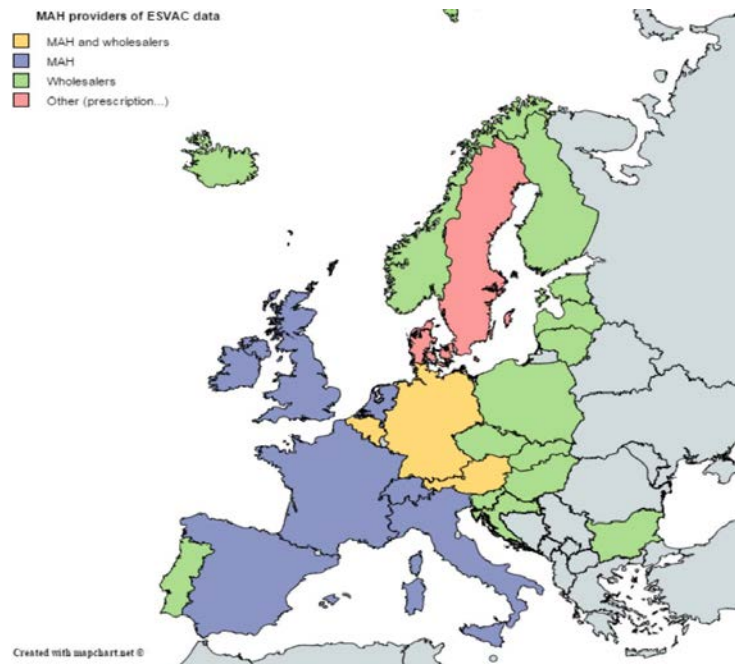 MAH providers of ESVAC data
MAH and wholesalers
MAH
Wholesalers
Other (prescription...)
Created with mapchart.net ©